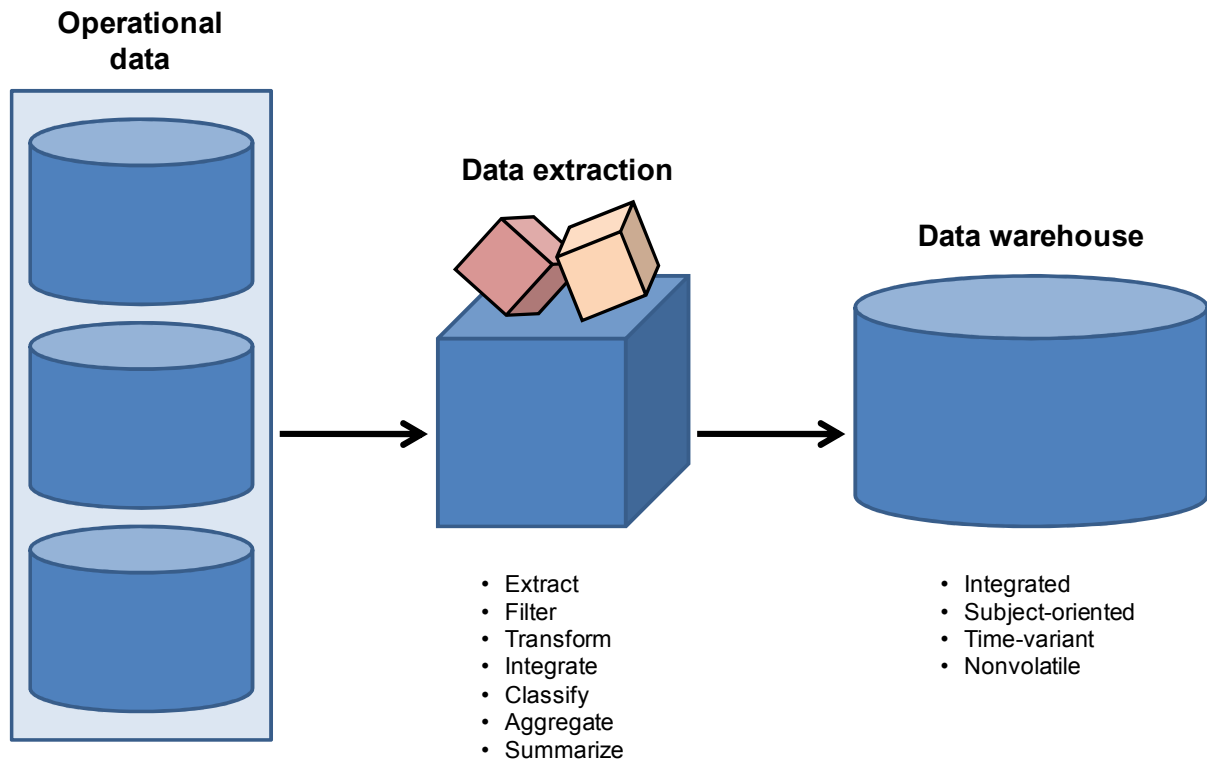 Operational
data
Data extraction
Data warehouse
• Extract
• Filter
• Transform
• Integrate
• Classify
• Aggregate
• Summarize
• Integrated
• Subject-oriented
• Time-variant
• Nonvolatile